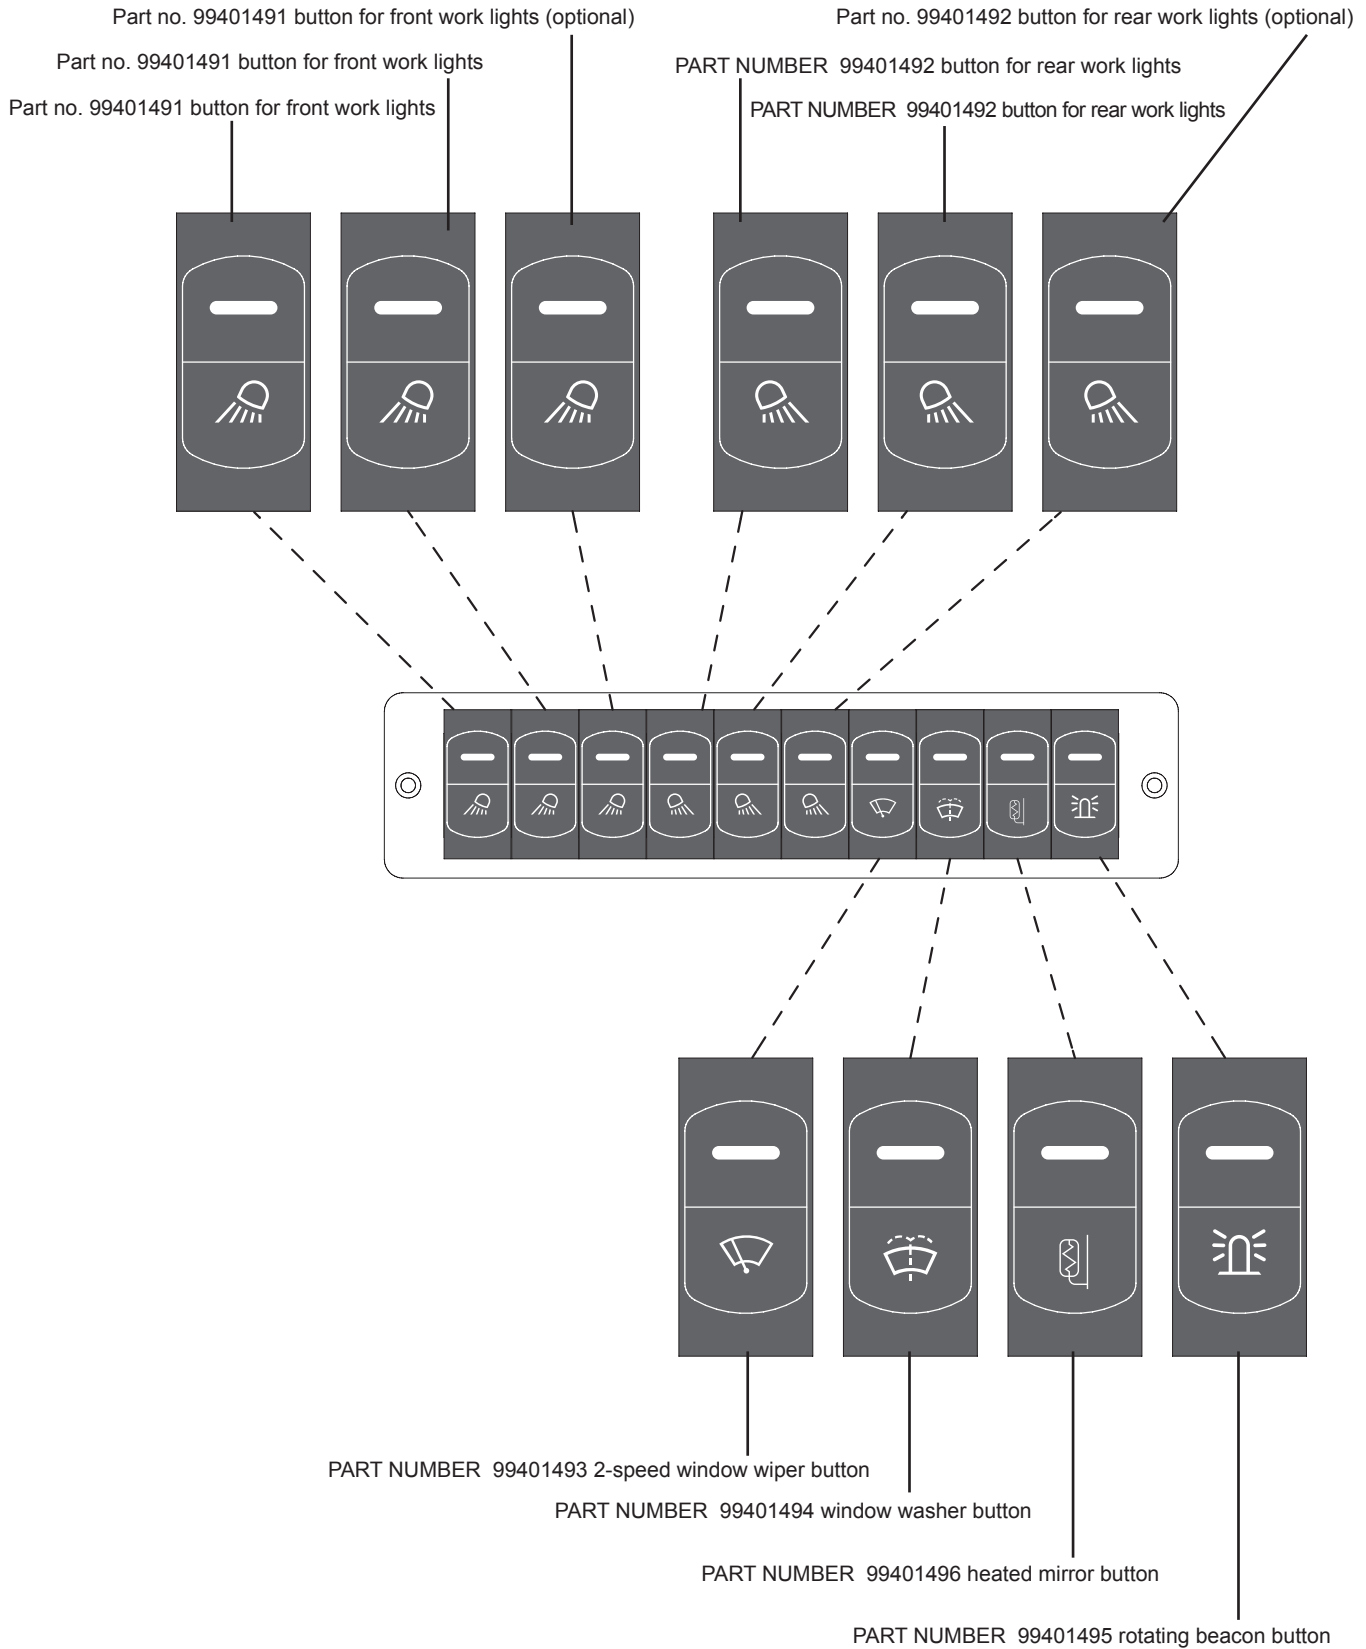 Part no. 99401491 button for front work lights (optional)
Part no. 99401492 button for rear work lights (optional)
Part no. 99401491 button for front work lights
PART NUMBER 99401492 button for rear work lights
Part no. 99401491 button for front work lights
PART NUMBER 99401492 button for rear work lights
PART NUMBER 99401493 2-speed window wiper button
PART NUMBER 99401494 window washer button
PART NUMBER 99401496 heated mirror button
PART NUMBER 99401495 rotating beacon button